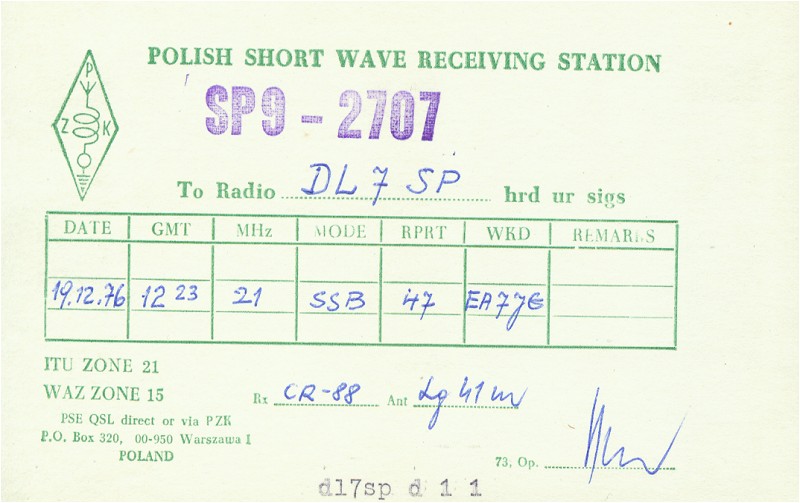 POLISH SHORT WAVE RECEIVING STATION
P
Z K
SP9-2707
To Radio DL7SP hrd ur sigs
DATE GMT MHz MODE RPRT WKD REMARKS
19.12.76 12 23 21 SSB 47 EA7YE
ITU ZONE 21
WAZ ZONE 15
Rx CR-88 Ant Lg 41 m
PSE QSL direct or via PZK
P.O. Box 320, 00-950 Warszawa 1
POLAND
73, Op.
dl7sp d 1 1